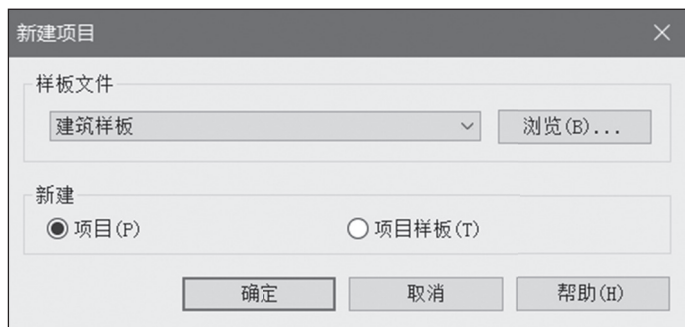 新建项目
样板文件
建筑样板 浏览(B)...
新建
项目(P) 项目样板(T)
确定 取消 帮助(H)